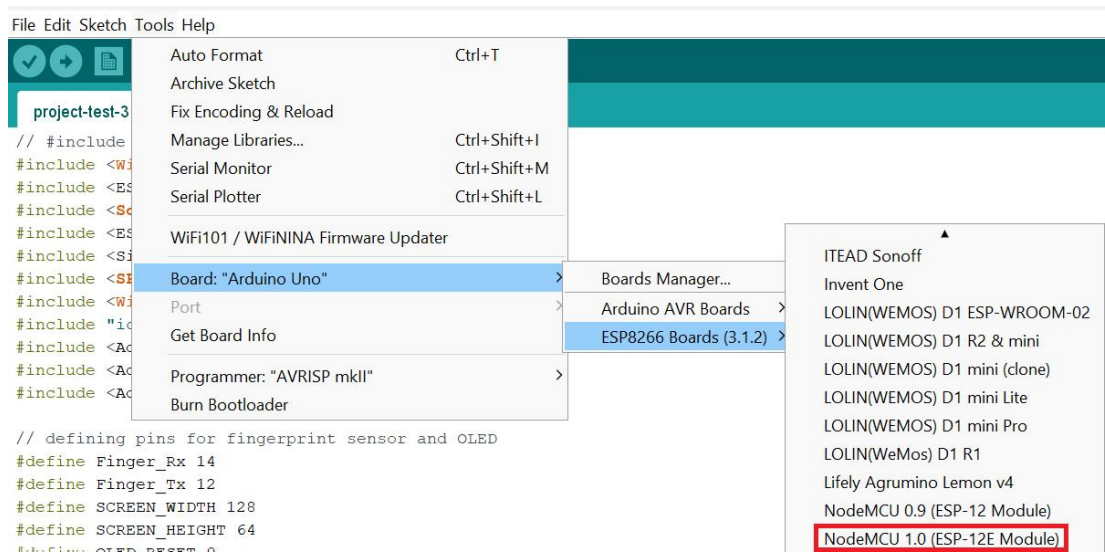 File Edit Sketch Tools Help
Auto Format Ctrl+T
Archive Sketch
project-test-3
Fix Encoding & Reload
Manage Libraries... Ctrl+Shift+I
Serial Monitor Ctrl+Shift+M
Serial Plotter Ctrl+Shift+L
WiFi101 / WiFiNINA Firmware Updater
Board: "Arduino Uno"
Port
Get Board Info
Programmer: "AVRISP mkII"
Burn Bootloader
Boards Manager...
Arduino AVR Boards
ESP8266 Boards (3.1.2)
ITEAD Sonoff
Invent One
LOLIN(WEMOS) D1 ESP-WROOM-02
LOLIN(WEMOS) D1 R2 & mini
LOLIN(WEMOS) D1 mini (clone)
LOLIN(WEMOS) D1 mini Lite
LOLIN(WEMOS) D1 mini Pro
LOLIN(WeMos) D1 R1
Lifely Agrumino Lemon v4
NodeMCU 0.9 (ESP-12 Module)
NodeMCU 1.0 (ESP-12E Module)
// #include
#include <Wi
#include <ES
#include <So
#include <ES
#include <Si
#include <SP
#include <Wi
#include "ic
#include <Ad
#include <Ad
#include <Ad
// defining pins for fingerprint sensor and OLED
#define Finger_Rx 14
#define Finger_Tx 12
#define SCREEN_WIDTH 128
#define SCREEN_HEIGHT 64